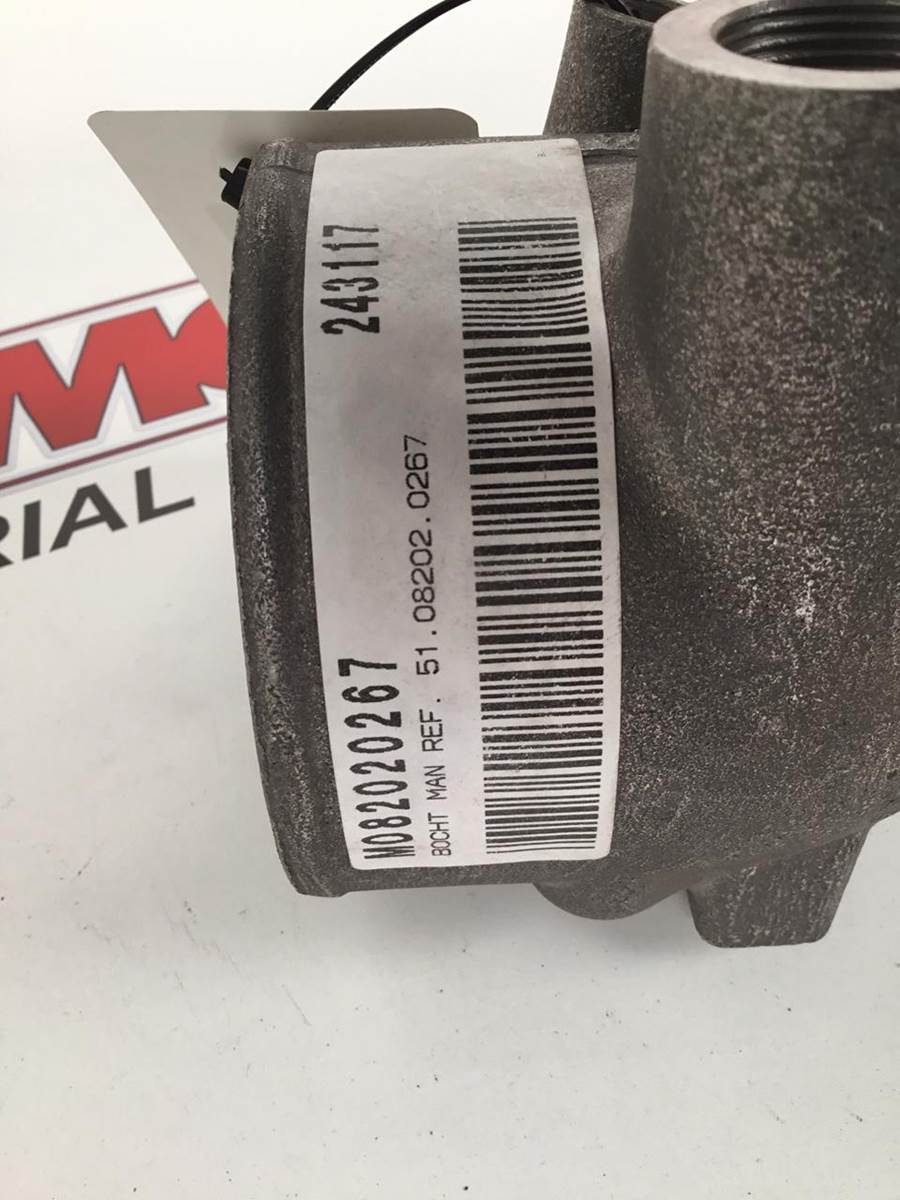 M082020267 243117
BOCHT MAN REF. 51.08202.0267
RIAL